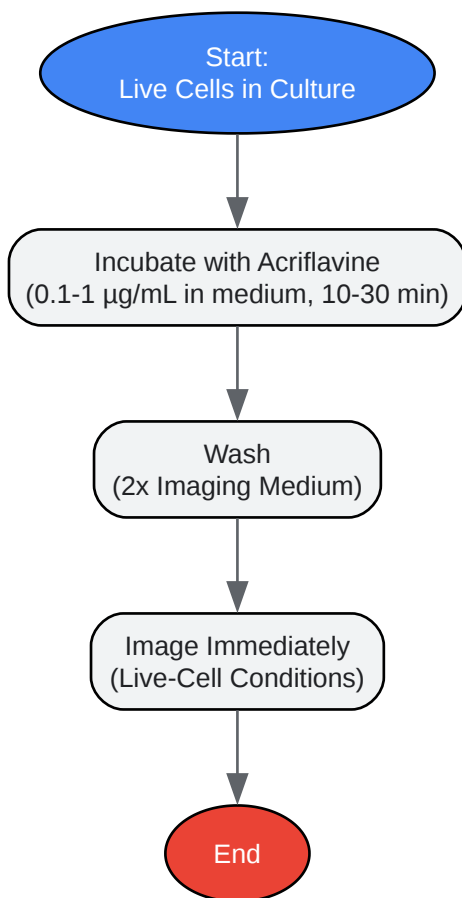 Start:
Live Cells in Culture
Incubate with Acriflavine
(0.1-1 µg/mL in medium, 10-30 min)
Wash
(2x Imaging Medium)
Image Immediately
(Live-Cell Conditions)
End